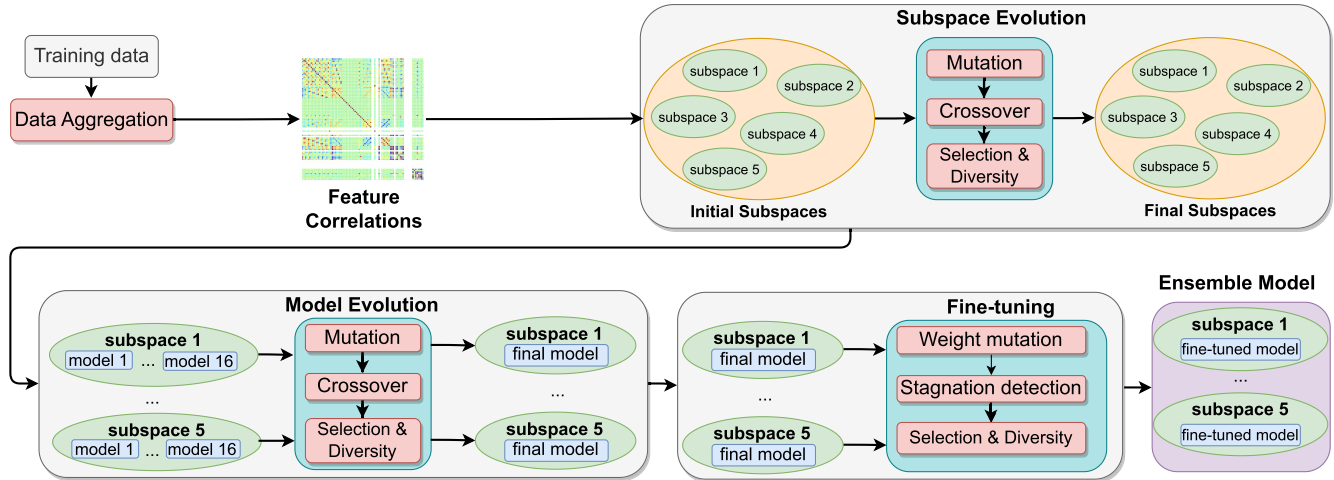 Training data
Data Aggregation
Feature
Correlations
Subspace Evolution
subspace 1
subspace 2
subspace 3
subspace 4
subspace 5
Initial Subspaces
Mutation
Crossover
Selection &
Diversity
subspace 1
subspace 2
subspace 3
subspace 4
subspace 5
Final Subspaces
Model Evolution
subspace 1
model 1 ... model 16
...
subspace 5
model 1 ... model 16
Mutation
Crossover
Selection &
Diversity
subspace 1
final model
...
subspace 5
final model
Fine-tuning
subspace 1
final model
...
subspace 5
final model
Weight mutation
Stagnation detection
Selection & Diversity
Ensemble Model
subspace 1
fine-tuned model
...
subspace 5
fine-tuned model